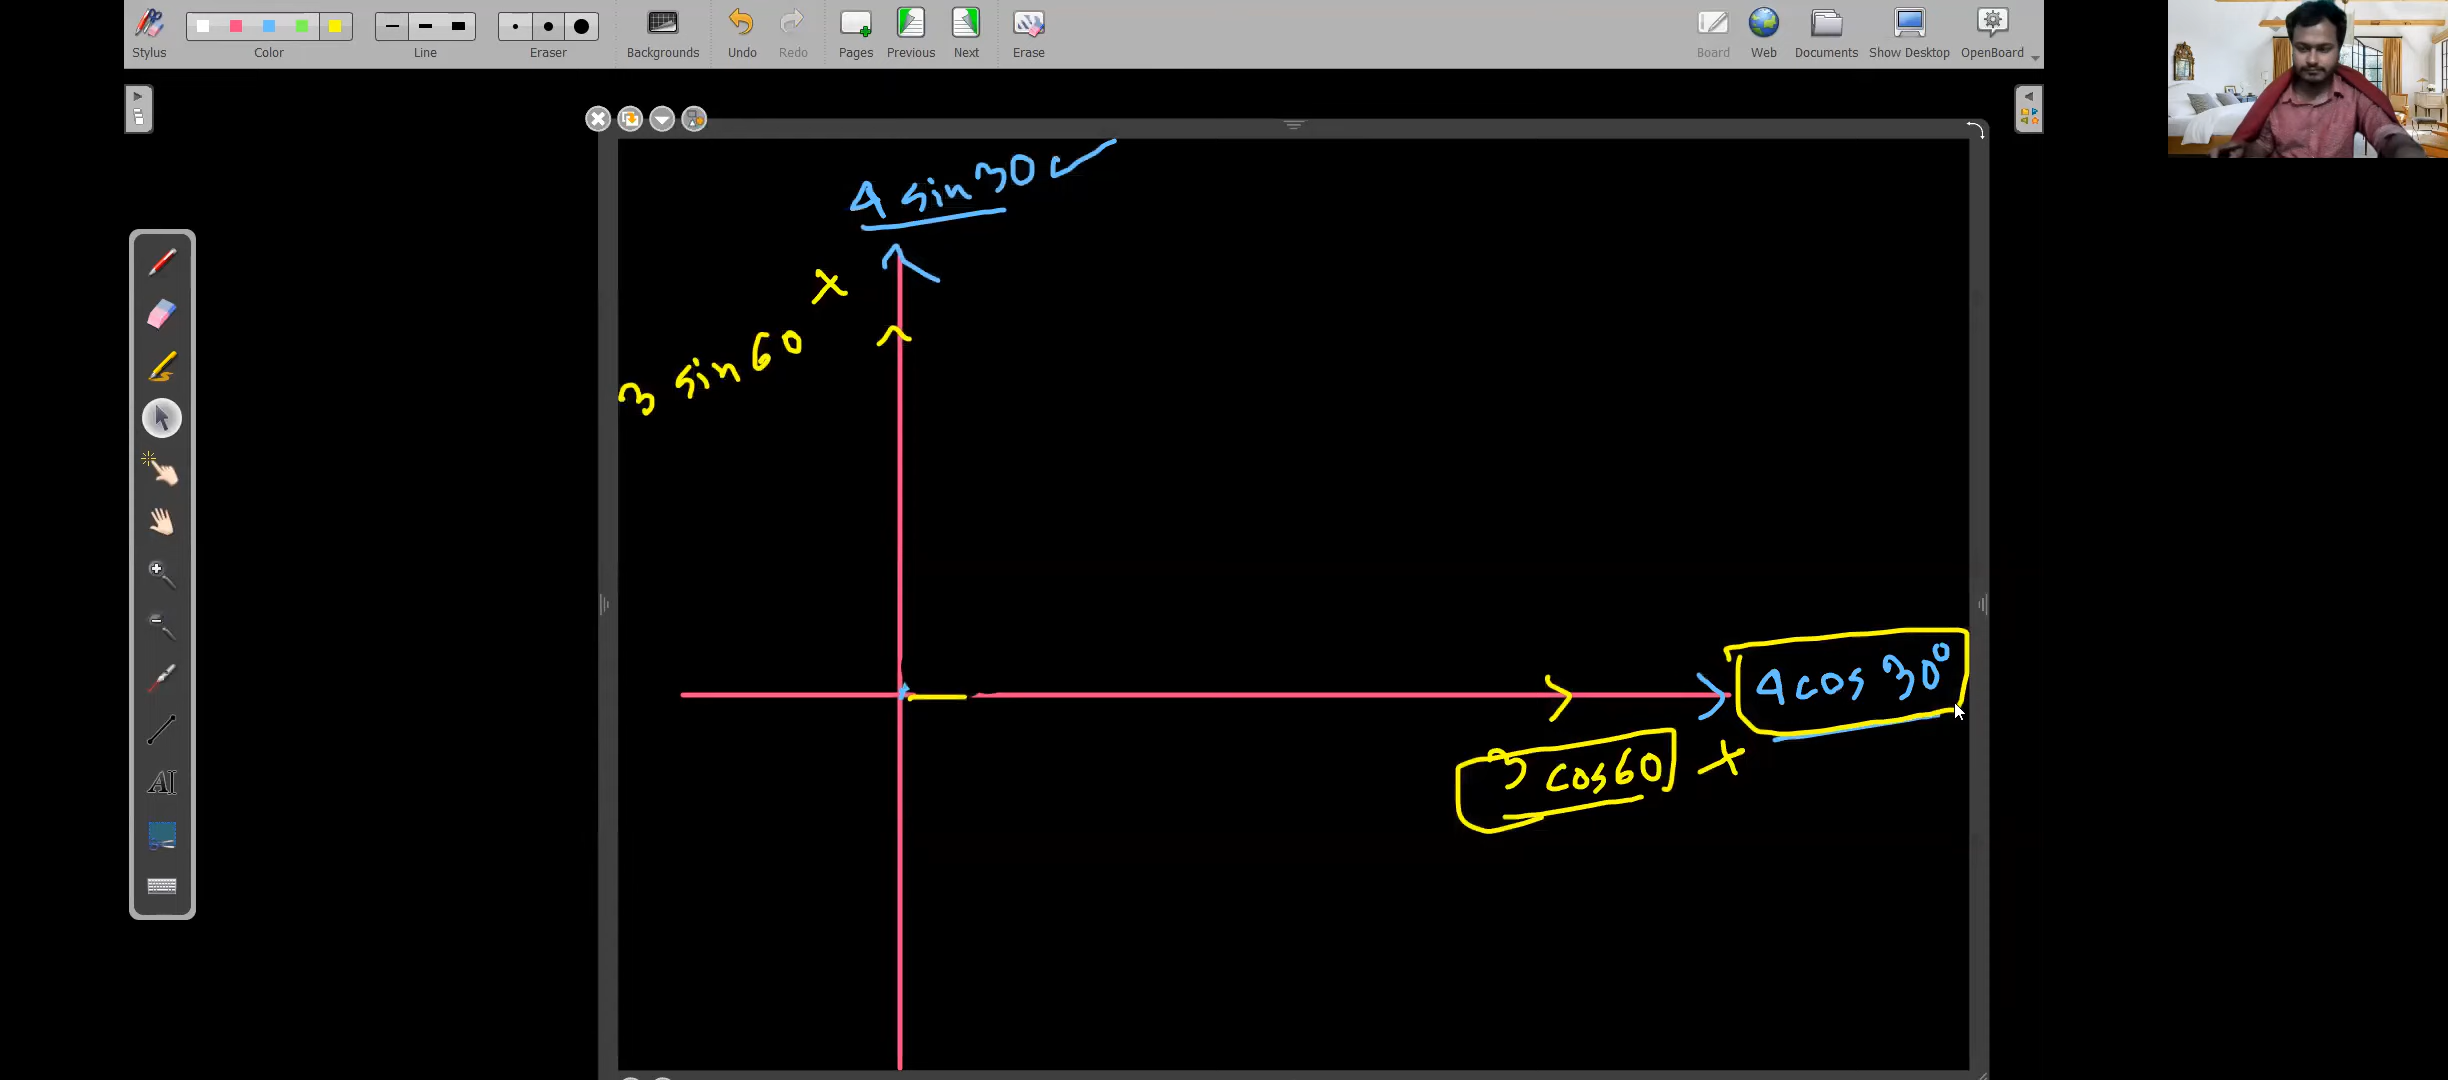 Stylus
Color
Line
Eraser
Backgrounds
Undo
Redo
Pages
Previous
Next
Erase
Board
Web
Documents
Show Desktop
OpenBoard
4 sin 30
3 sin 60
x
4 cos 30°
3 cos 60
x
AI